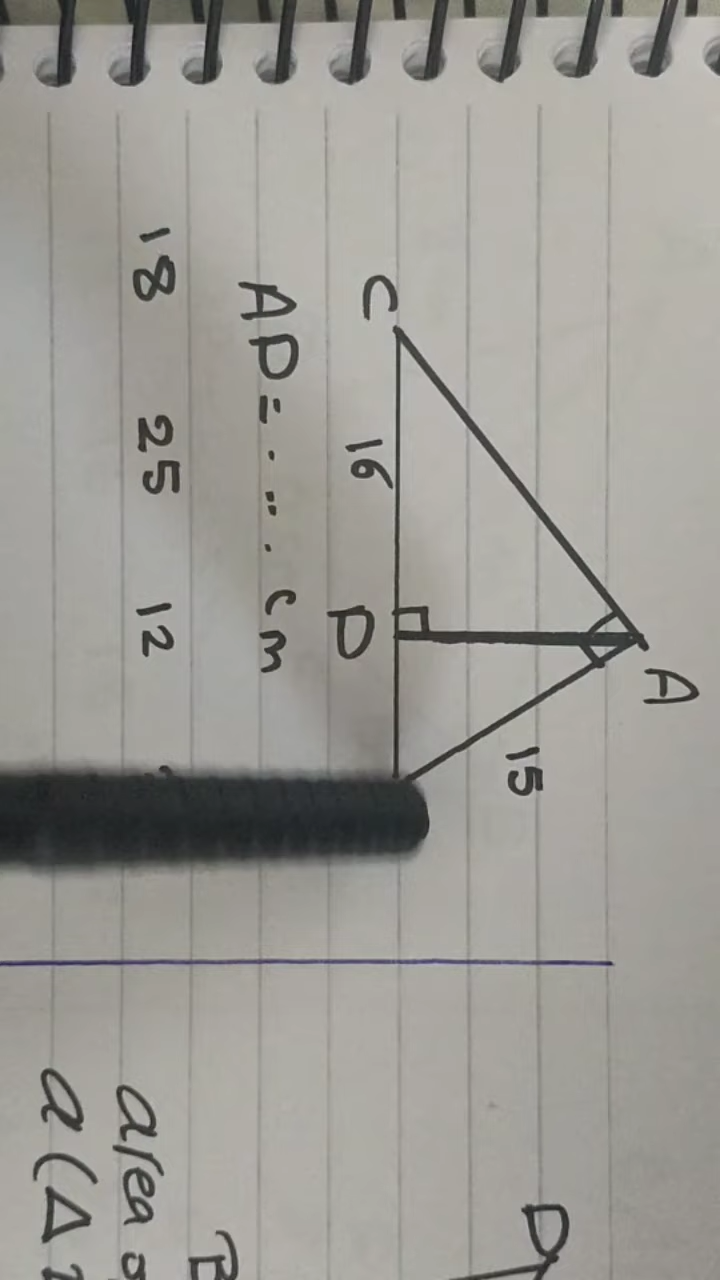 A
15
C
16
D
AD = ..... cm
18 25 12
D
B
area
a (Δ